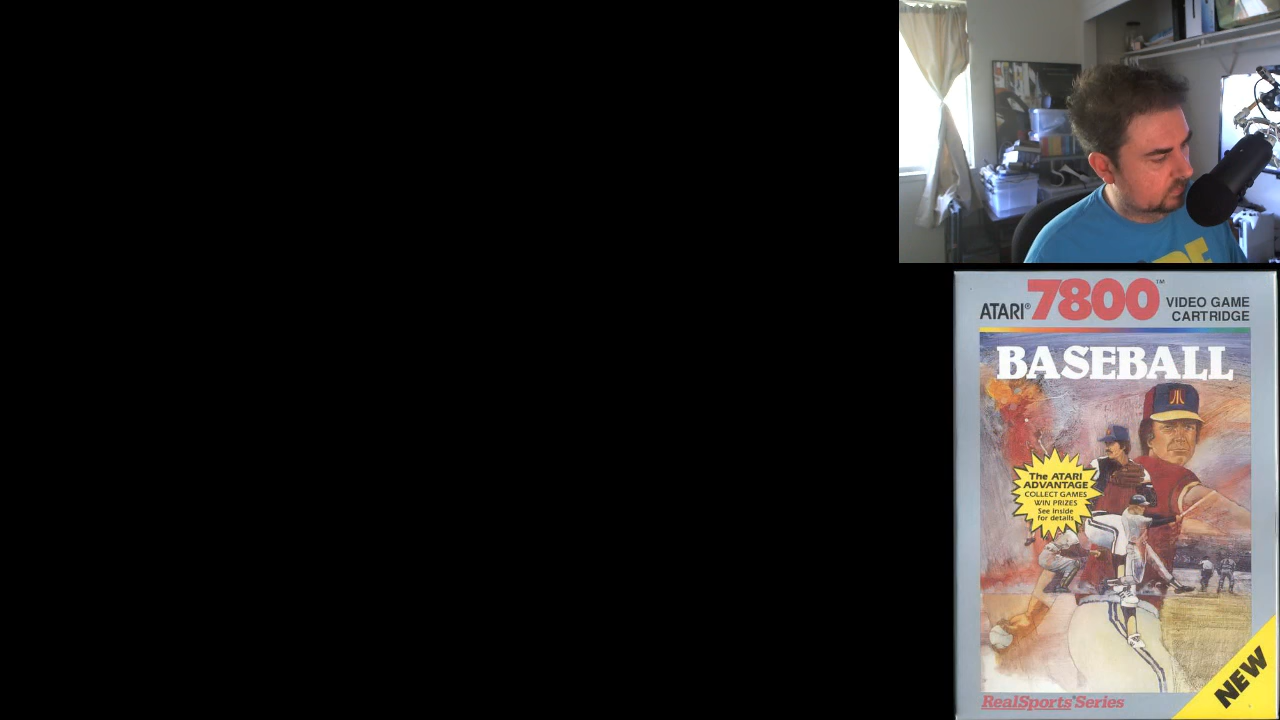 ATARI® 7800™ VIDEO GAME
CARTRIDGE
BASEBALL
The ATARI
ADVANTAGE
COLLECT GAMES
WIN PRIZES
See inside
for details
NEW
RealSports® Series